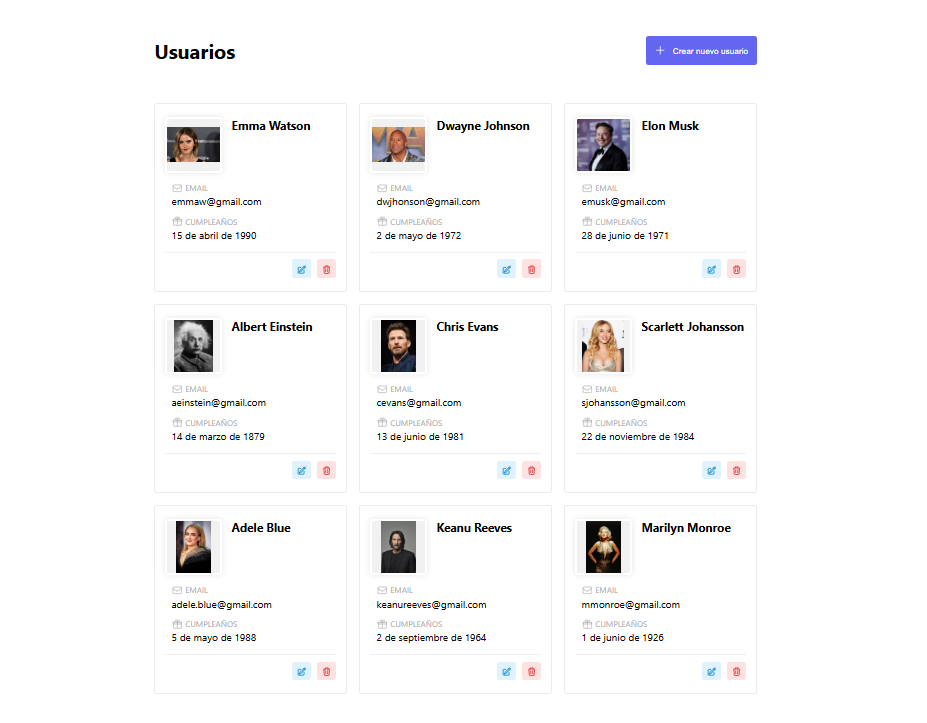 Usuarios
Crear nuevo usuario
Emma Watson
EMAIL
emmaw@gmail.com
CUMPLEAÑOS
15 de abril de 1990
Dwayne Johnson
EMAIL
dwjhonson@gmail.com
CUMPLEAÑOS
2 de mayo de 1972
Elon Musk
EMAIL
emusk@gmail.com
CUMPLEAÑOS
28 de junio de 1971
Albert Einstein
EMAIL
aeinstein@gmail.com
CUMPLEAÑOS
14 de marzo de 1879
Chris Evans
EMAIL
cevans@gmail.com
CUMPLEAÑOS
13 de junio de 1981
Scarlett Johansson
EMAIL
sjohansson@gmail.com
CUMPLEAÑOS
22 de noviembre de 1984
Adele Blue
EMAIL
adele.blue@gmail.com
CUMPLEAÑOS
5 de mayo de 1988
Keanu Reeves
EMAIL
keanureeves@gmail.com
CUMPLEAÑOS
2 de septiembre de 1964
Marilyn Monroe
EMAIL
mmonroe@gmail.com
CUMPLEAÑOS
1 de junio de 1926